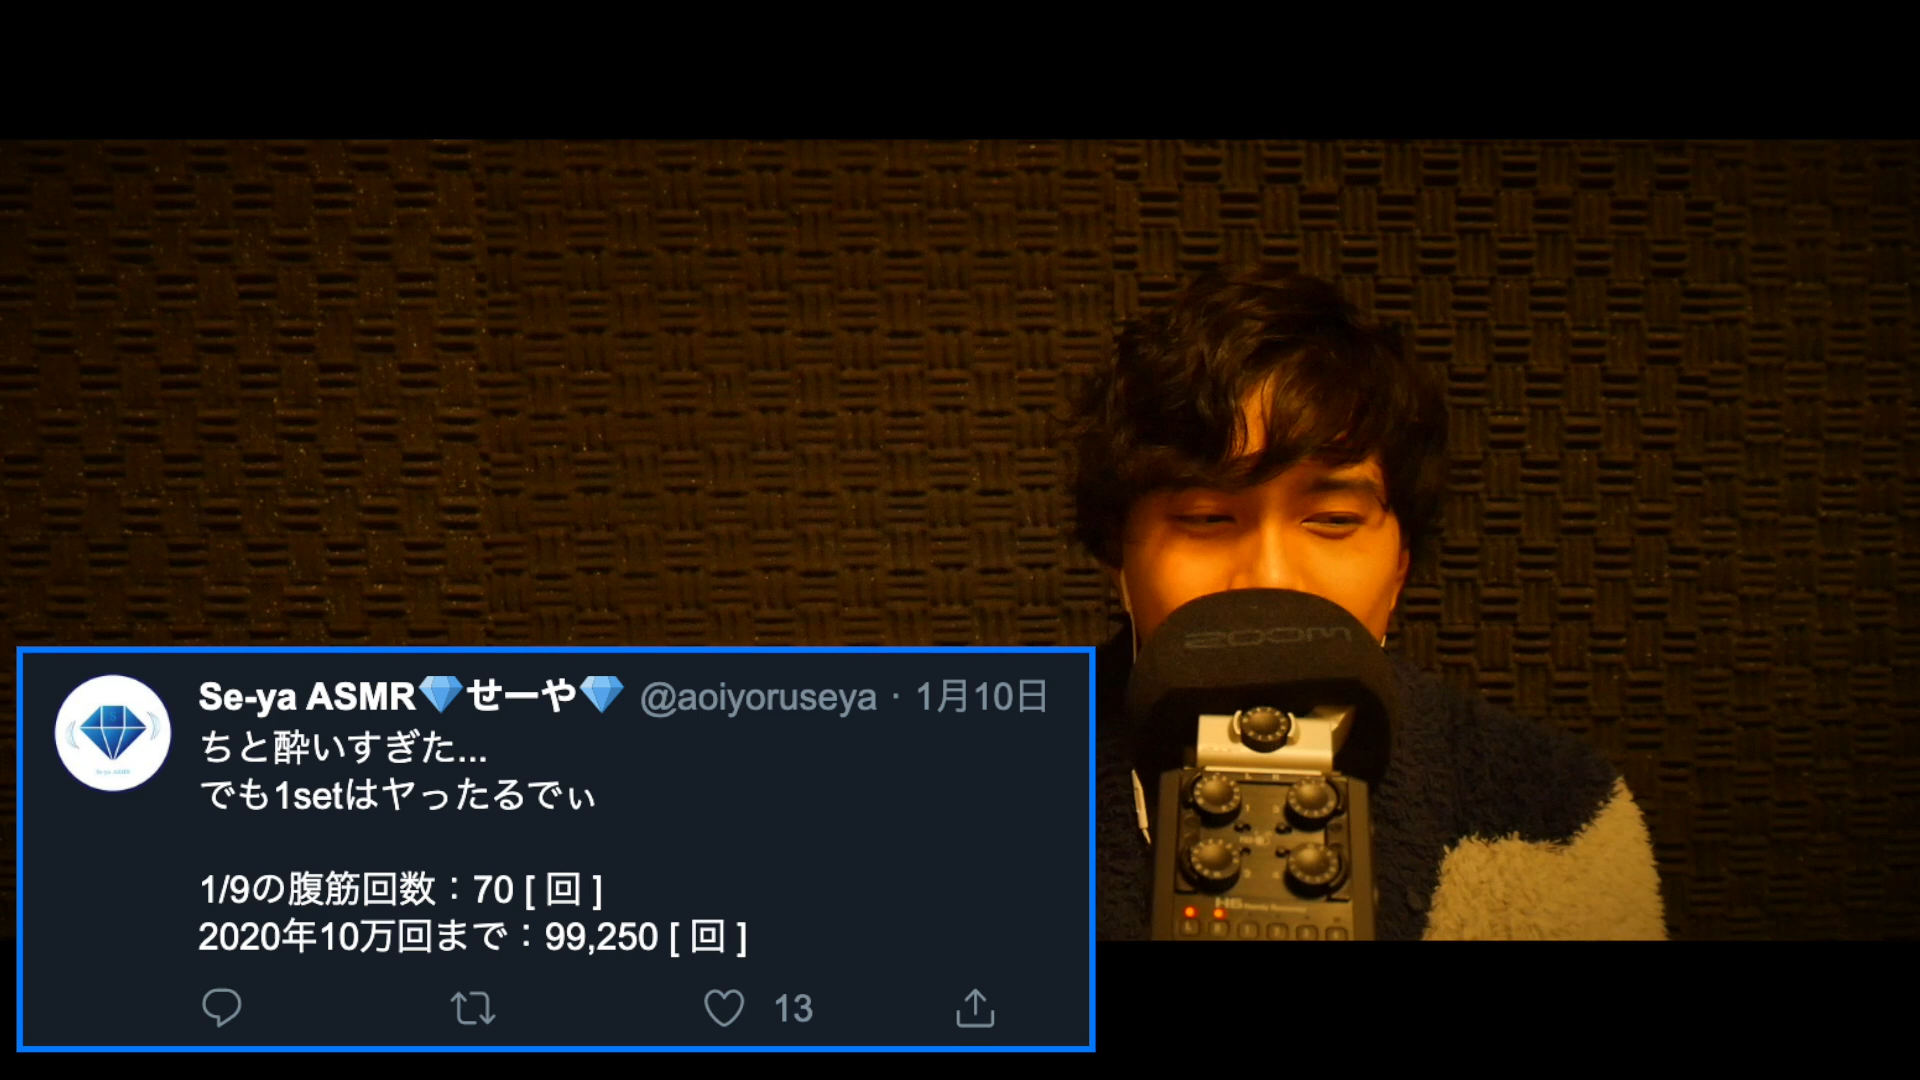 ZOOM
Se-ya ASMR💎せーや💎 @aoiyoruseya · 1月10日
ちと酔いすぎた...
でも1setはヤったるでぃ
1/9の腹筋回数：70 [ 回 ]
2020年10万回まで：99,250 [ 回 ]
13
H6